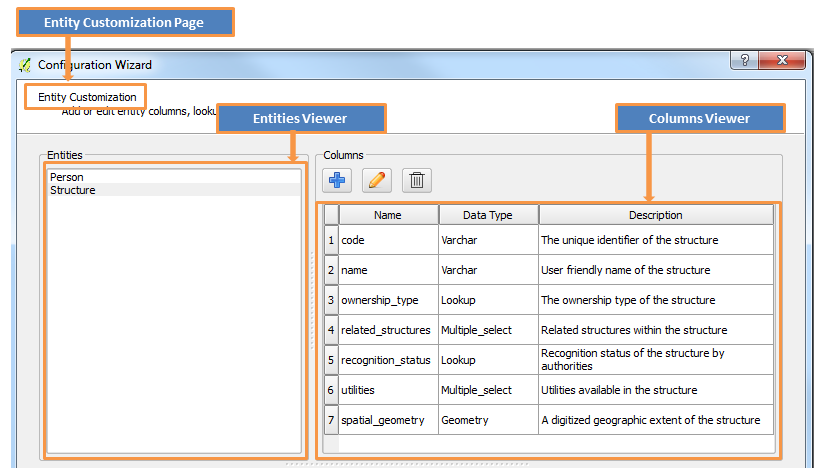 Entity Customization Page
Configuration Wizard
Entity Customization
Add or edit entity columns,
Entities Viewer
Columns Viewer
Entities
Columns
Person
Structure
Name Data Type Description
1 code Varchar The unique identifier of the structure
2 name Varchar User friendly name of the structure
3 ownership_type Lookup The ownership type of the structure
4 related_structures Multiple_select Related structures within the structure
5 recognition_status Lookup Recognition status of the structure by
authorities
6 utilities Multiple_select Utilities available in the structure
7 spatial_geometry Geometry A digitized geographic extent of the structure